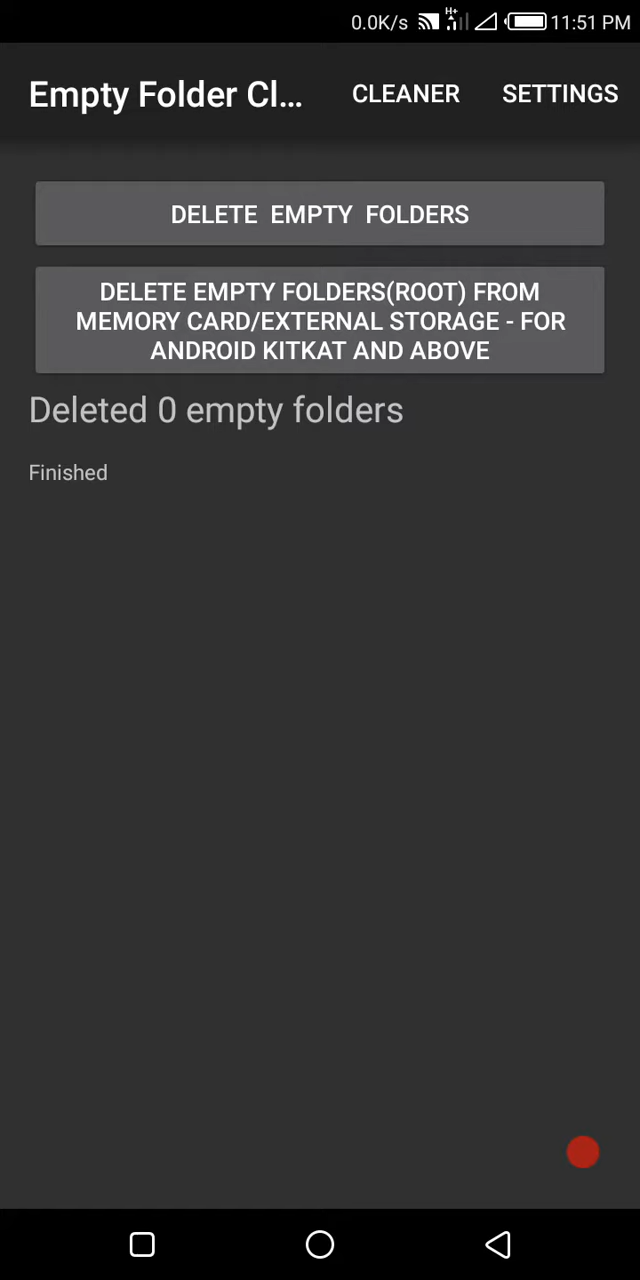 0.0K/s H+ 11:51 PM
Empty Folder Cl... CLEANER SETTINGS
DELETE EMPTY FOLDERS
DELETE EMPTY FOLDERS(ROOT) FROM
MEMORY CARD/EXTERNAL STORAGE - FOR
ANDROID KITKAT AND ABOVE
Deleted 0 empty folders
Finished